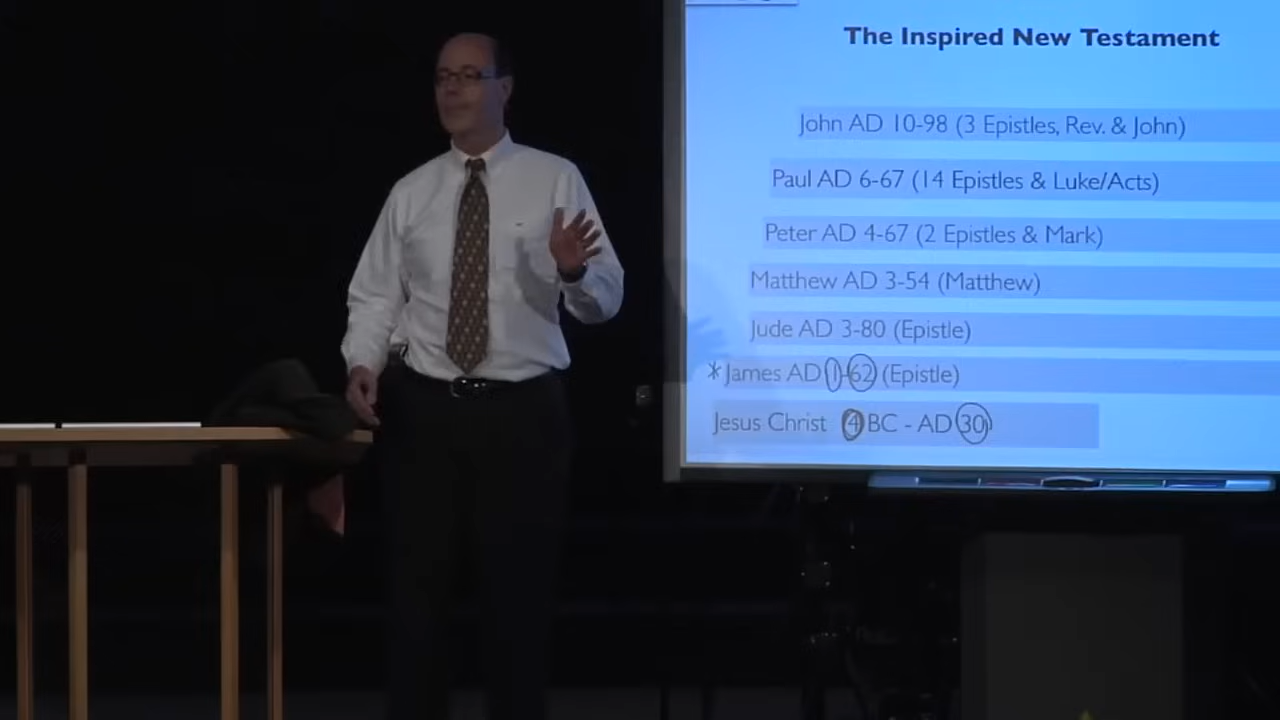 The Inspired New Testament
John AD 10-98 (3 Epistles, Rev. & John)
Paul AD 6-67 (14 Epistles & Luke/Acts)
Peter AD 4-67 (2 Epistles & Mark)
Matthew AD 3-54 (Matthew)
Jude AD 3-80 (Epistle)
*James AD 1-62 (Epistle)
Jesus Christ 4 BC - AD 30